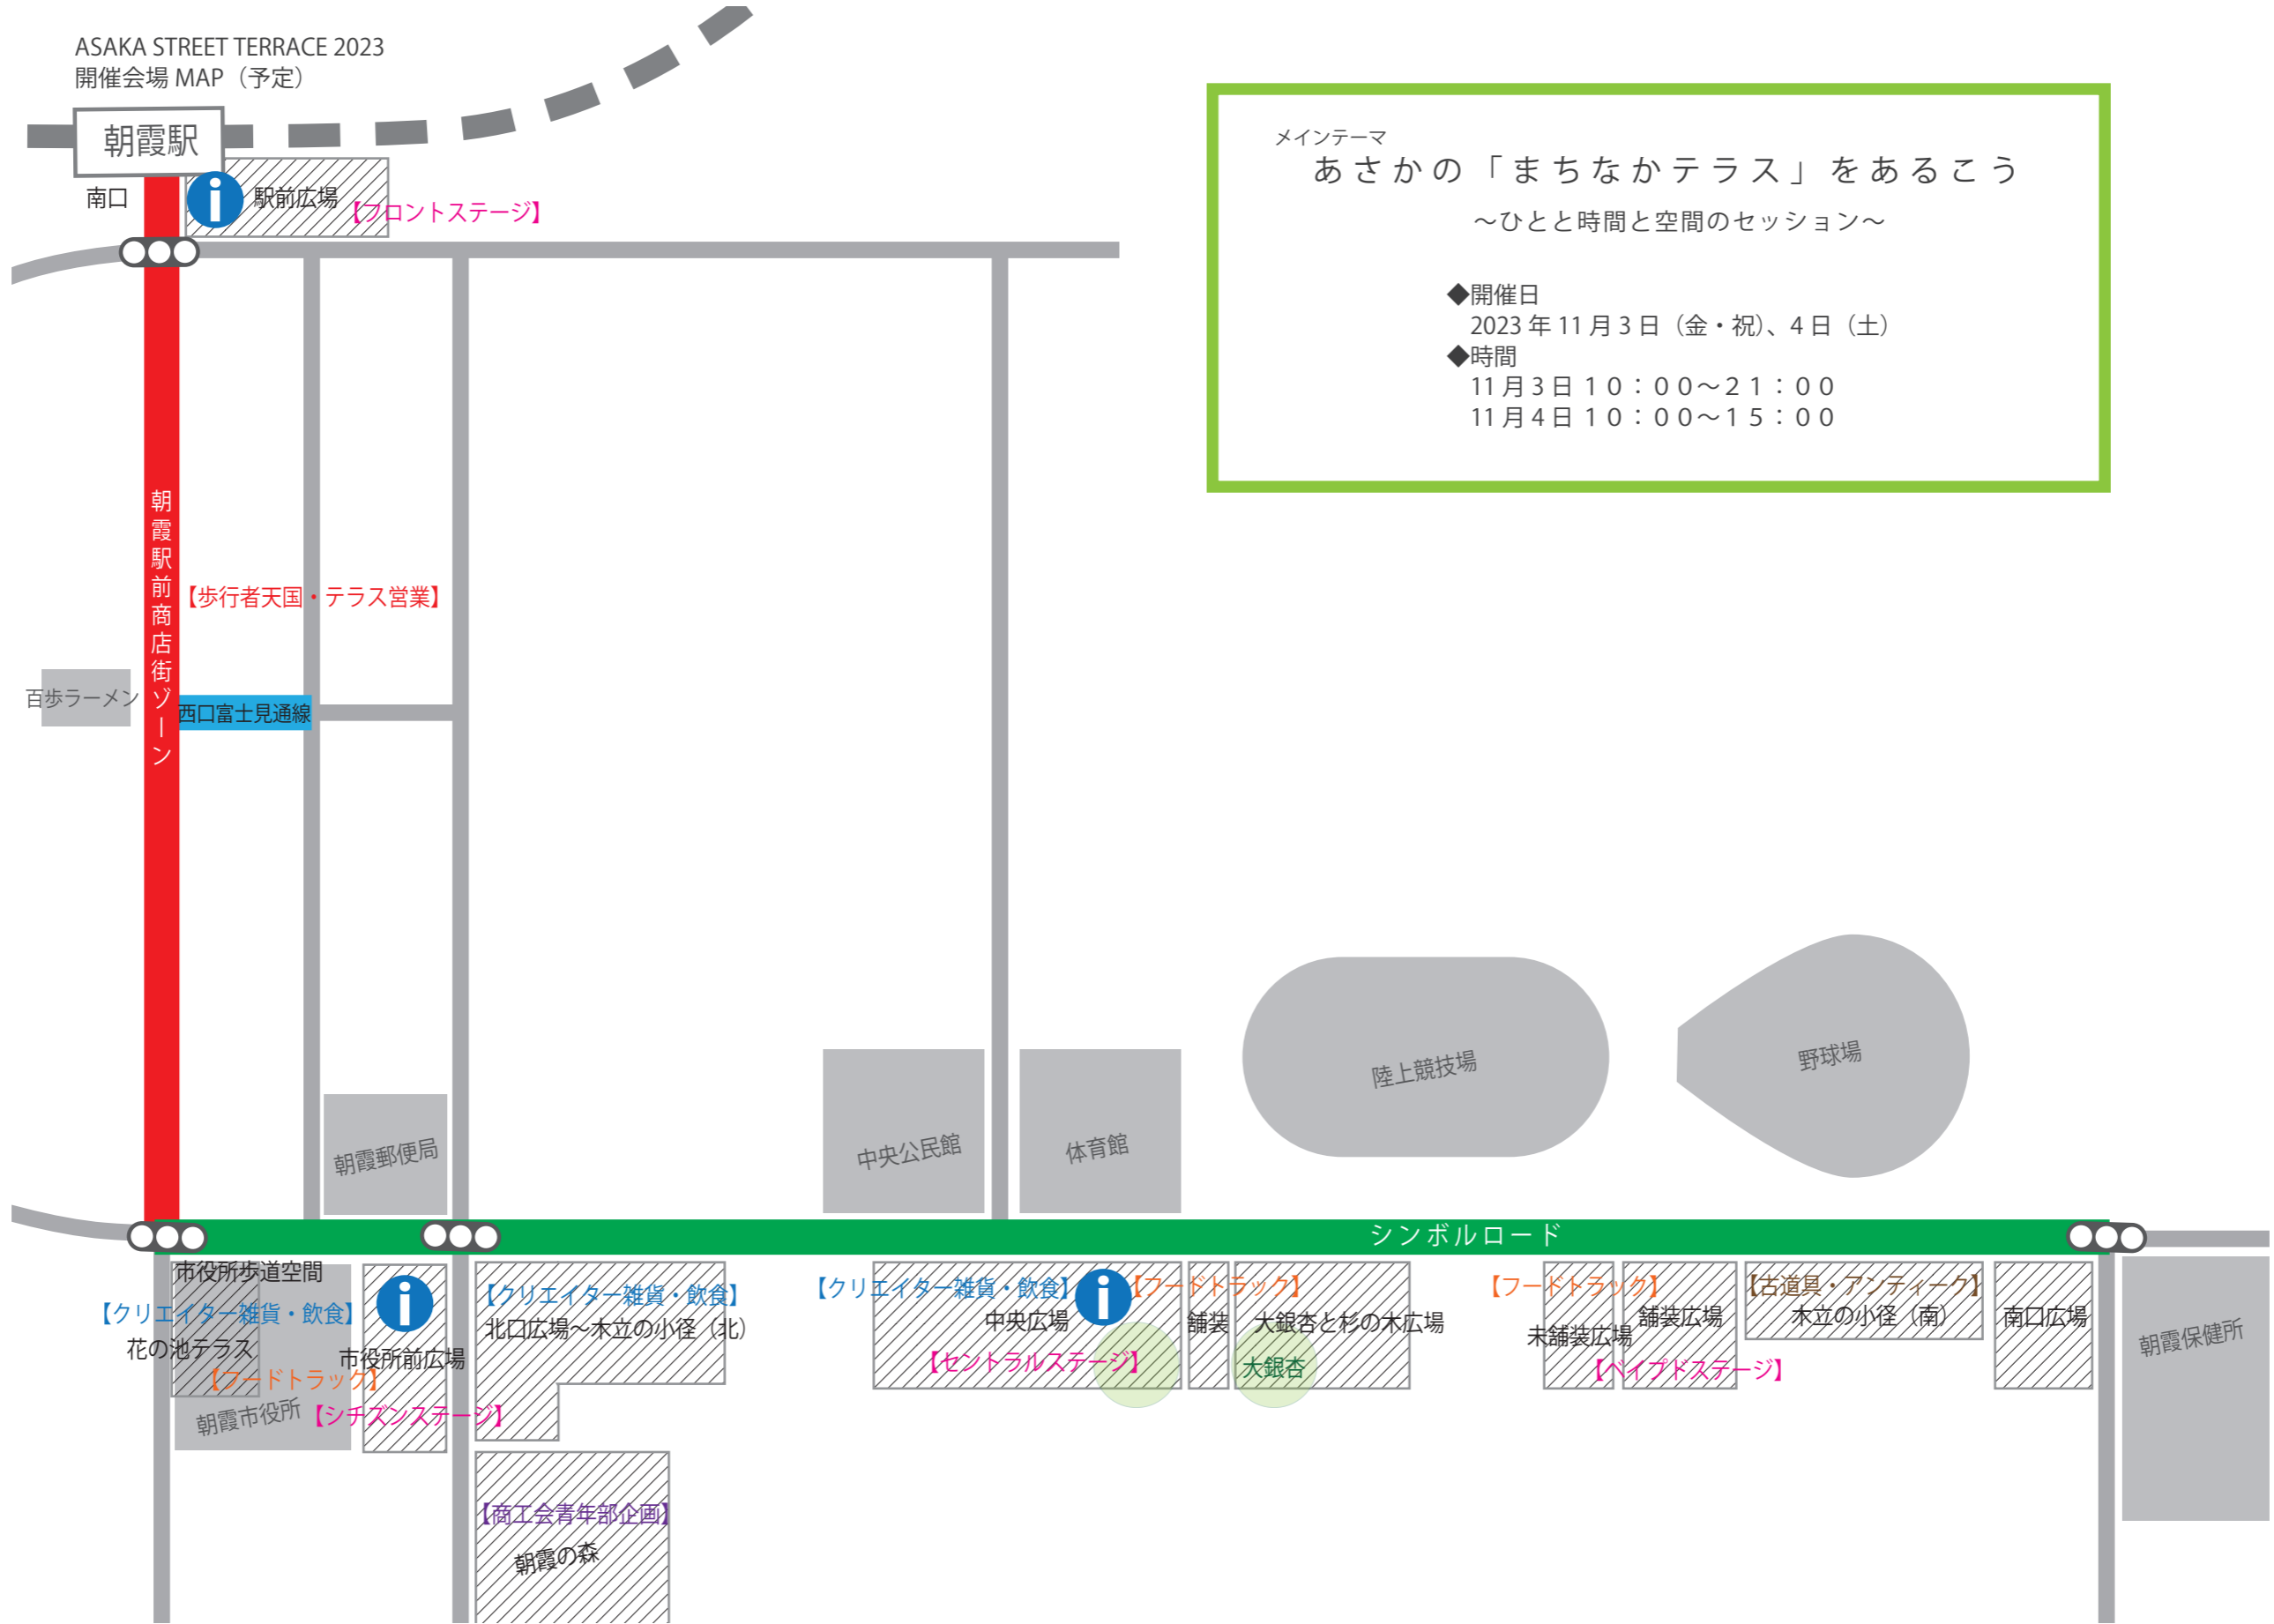 ASAKA STREET TERRACE 2023
開催会場 MAP（予定）
朝霞駅
南口
駅前広場
【フロントステージ】
メインテーマ
あさかの「まちなかテラス」をあるこう
～ひとと時間と空間のセッション～
◆開催日
2023 年 11 月 3 日（金・祝）、4 日（土）
◆時間
11 月 3 日 １０：００～２１：００
11 月 4 日 １０：００～１５：００
朝霞駅前商店街ゾーン
【歩行者天国・テラス営業】
百歩ラーメン
西口富士見通線
朝霞郵便局
中央公民館
体育館
陸上競技場
野球場
シンボルロード
市役所歩道空間
【クリエイター雑貨・飲食】
花の池テラス
【フードトラック】
朝霞市役所
市役所前広場
【シチズンステージ】
【クリエイター雑貨・飲食】
北口広場～木立の小径（北）
【商工会青年部企画】
朝霞の森
【クリエイター雑貨・飲食】
中央広場
【セントラルステージ】
【フードトラック】
舗装
大銀杏と杉の木広場
大銀杏
【フードトラック】
未舗装広場
舗装広場
【ペイブドステージ】
【古道具・アンティーク】
木立の小径（南）
南口広場
朝霞保健所